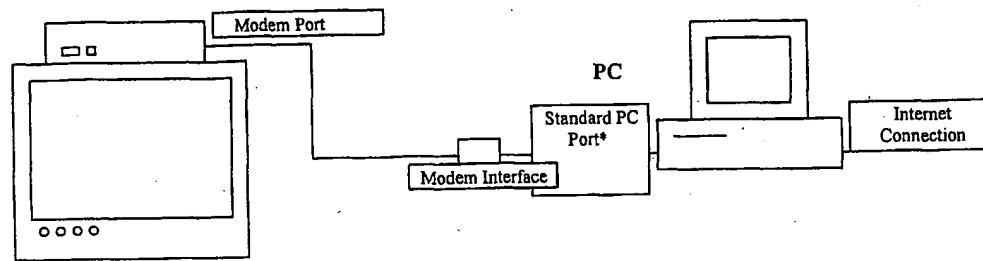 Modem Port
PC
Standard PC
Port*
Internet
Connection
Modem Interface